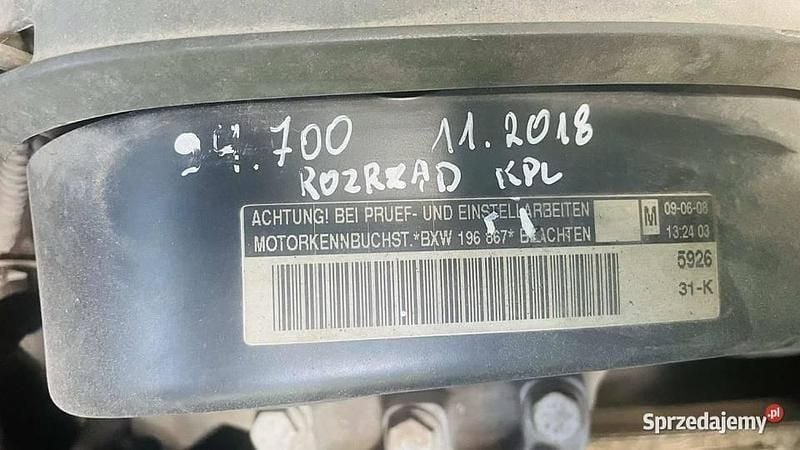 94.700 11.2018
ROZRZĄD KPL
ACHTUNG! BEI PRUEF- UND EINSTELLARBEITEN
MOTORKENNBUCHST.*BXW 196 867* BEACHTEN
M
09-06-08
13:24 03
5926
31-K
Sprzedajemy.pl